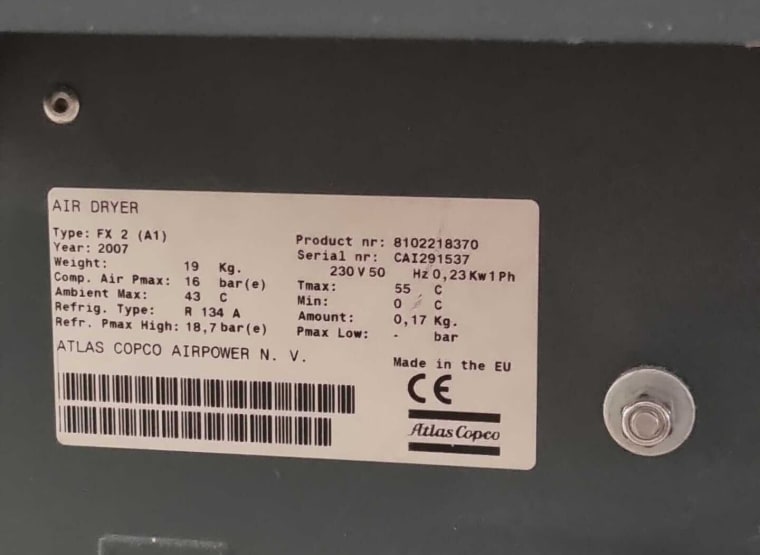 AIR DRYER
Type: FX 2 (A1)
Year: 2007
Weight: 19 Kg.
Comp. Air Pmax: 16 bar(e)
Ambient Max: 43 C
Refrig. Type: R 134 A
Refr. Pmax High: 18,7 bar(e)
Product nr: 8102218370
Serial nr: CAI291537
230 V 50 Hz 0,23 Kw 1 Ph
Tmax: 55 C
Min: 0 C
Amount: 0,17 Kg.
Pmax Low: - bar
ATLAS COPCO AIRPOWER N. V.
Made in the EU
CE
Atlas Copco